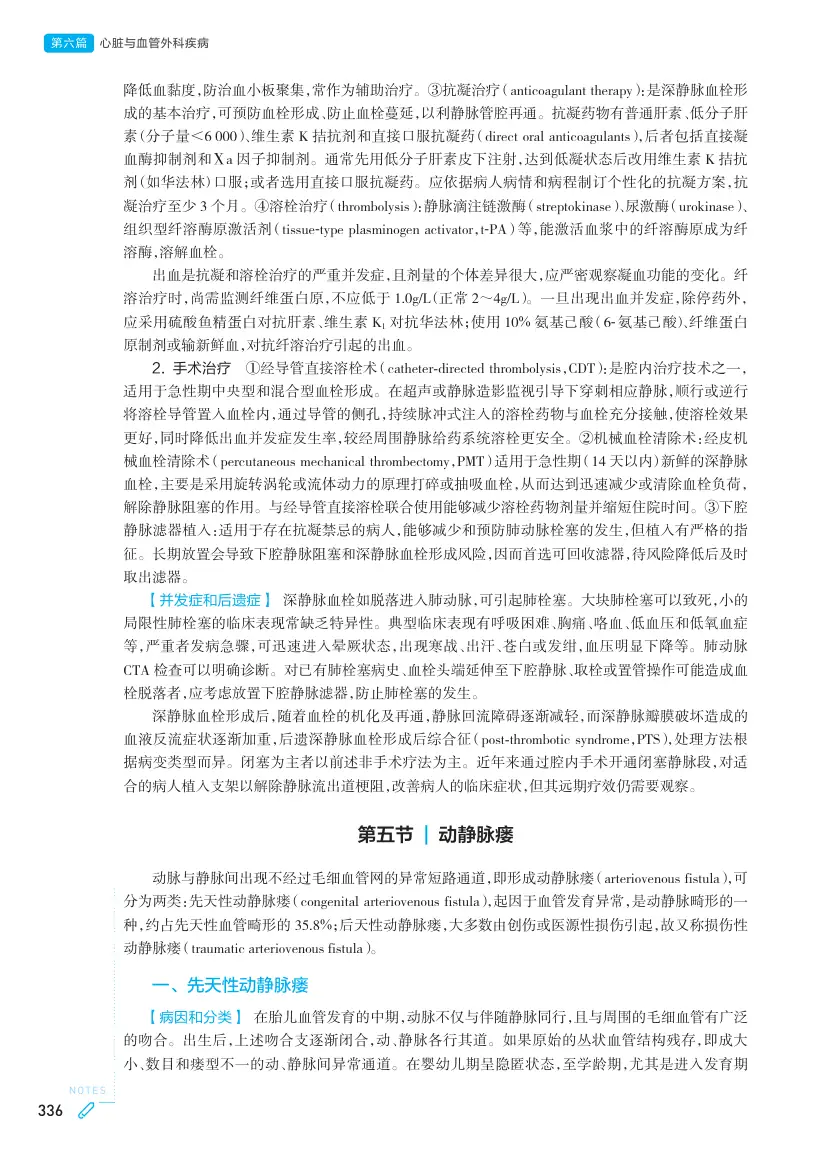 第六篇 心脏与血管外科疾病
降低血黏度,防治血小板聚集,常作为辅助治疗。③抗凝治疗(anticoagulant therapy):是深静脉血栓形
成的基本治疗,可预防血栓形成、防止血栓蔓延,以利静脉管腔再通。抗凝药物有普通肝素、低分子肝
素(分子量<6 000)、维生素 K 拮抗剂和直接口服抗凝药(direct oral anticoagulants),后者包括直接凝
血酶抑制剂和Ⅹa 因子抑制剂。通常先用低分子肝素皮下注射,达到低凝状态后改用维生素 K 拮抗
剂(如华法林)口服;或者选用直接口服抗凝药。应依据病人病情和病程制订个性化的抗凝方案,抗
凝治疗至少 3 个月。④溶栓治疗(thrombolysis):静脉滴注链激酶(streptokinase)、尿激酶(urokinase)、
组织型纤溶酶原激活剂(tissue-type plasminogen activator,t-PA)等,能激活血浆中的纤溶酶原成为纤
溶酶,溶解血栓。
出血是抗凝和溶栓治疗的严重并发症,且剂量的个体差异很大,应严密观察凝血功能的变化。纤
溶治疗时,尚需监测纤维蛋白原,不应低于 1.0g/L(正常 2～4g/L)。一旦出现出血并发症,除停药外,
应采用硫酸鱼精蛋白对抗肝素、维生素 K₁ 对抗华法林;使用 10% 氨基己酸(6- 氨基己酸)、纤维蛋白
原制剂或输新鲜血,对抗纤溶治疗引起的出血。
2. 手术治疗 ①经导管直接溶栓术(catheter-directed thrombolysis,CDT):是腔内治疗技术之一,
适用于急性期中央型和混合型血栓形成。在超声或静脉造影监视引导下穿刺相应静脉,顺行或逆行
将溶栓导管置入血栓内,通过导管的侧孔,持续脉冲式注入的溶栓药物与血栓充分接触,使溶栓效果
更好,同时降低出血并发症发生率,较经周围静脉给药系统溶栓更安全。②机械血栓清除术:经皮机
械血栓清除术(percutaneous mechanical thrombectomy,PMT)适用于急性期(14 天以内)新鲜的深静脉
血栓,主要是采用旋转涡轮或流体动力的原理打碎或抽吸血栓,从而达到迅速减少或清除血栓负荷,
解除静脉阻塞的作用。与经导管直接溶栓联合使用能够减少溶栓药物剂量并缩短住院时间。③下腔
静脉滤器植入:适用于存在抗凝禁忌的病人,能够减少和预防肺动脉栓塞的发生,但植入有严格的指
征。长期放置会导致下腔静脉阻塞和深静脉血栓形成风险,因而首选可回收滤器,待风险降低后及时
取出滤器。
【并发症和后遗症】 深静脉血栓如脱落进入肺动脉,可引起肺栓塞。大块肺栓塞可以致死,小的
局限性肺栓塞的临床表现常缺乏特异性。典型临床表现有呼吸困难、胸痛、咯血、低血压和低氧血症
等,严重者发病急骤,可迅速进入晕厥状态,出现寒战、出汗、苍白或发绀,血压明显下降等。肺动脉
CTA 检查可以明确诊断。对已有肺栓塞病史、血栓头端延伸至下腔静脉、取栓或置管操作可能造成血
栓脱落者,应考虑放置下腔静脉滤器,防止肺栓塞的发生。
深静脉血栓形成后,随着血栓的机化及再通,静脉回流障碍逐渐减轻,而深静脉瓣膜破坏造成的
血液反流症状逐渐加重,后遗深静脉血栓形成后综合征(post-thrombotic syndrome,PTS),处理方法根
据病变类型而异。闭塞为主者以前述非手术疗法为主。近年来通过腔内手术开通闭塞静脉段,对适
合的病人植入支架以解除静脉流出道梗阻,改善病人的临床症状,但其远期疗效仍需要观察。
第五节 | 动静脉瘘
动脉与静脉间出现不经过毛细血管网的异常短路通道,即形成动静脉瘘(arteriovenous fistula),可
分为两类:先天性动静脉瘘(congenital arteriovenous fistula),起因于血管发育异常,是动静脉畸形的一
种,约占先天性血管畸形的 35.8%;后天性动静脉瘘,大多数由创伤或医源性损伤引起,故又称损伤性
动静脉瘘(traumatic arteriovenous fistula)。
一、先天性动静脉瘘
【病因和分类】 在胎儿血管发育的中期,动脉不仅与伴随静脉同行,且与周围的毛细血管有广泛
的吻合。出生后,上述吻合支逐渐闭合,动、静脉各行其道。如果原始的丛状血管结构残存,即成大
小、数目和瘘型不一的动、静脉间异常通道。在婴幼儿期呈隐匿状态,至学龄期,尤其是进入发育期
NOTES
336